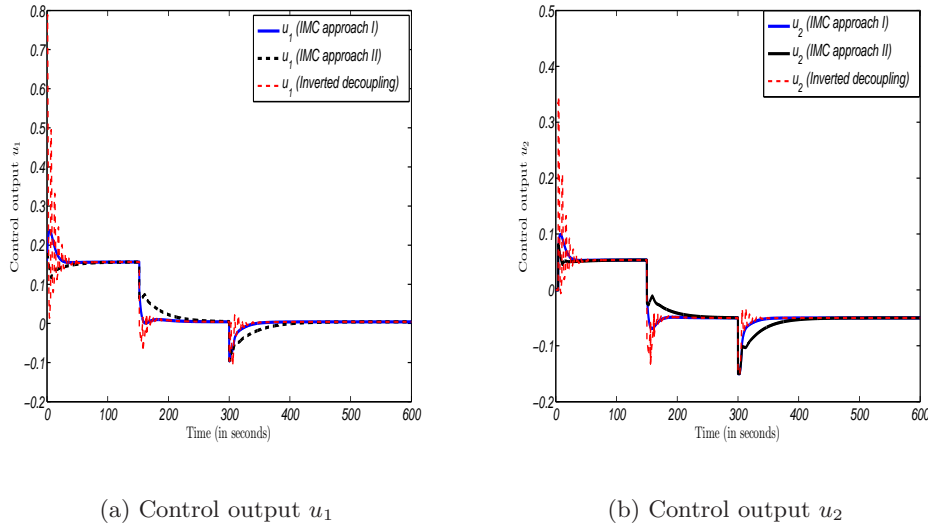 0.8
0.7
0.6
0.5
0.4
0.3
0.2
0.1
0
−0.1
−0.2
0 100 200 300 400 500 600
Control output u1
Time (in seconds)
u1 (IMC approach I)
u1 (IMC approach II)
u1 (Inverted decoupling)
(a) Control output u1
0.5
0.4
0.3
0.2
0.1
0
−0.1
−0.2
0 100 200 300 400 500 600
Control output u2
Time (in seconds)
u2 (IMC approach I)
u2 (IMC approach II)
u2 (Inverted decoupling)
(b) Control output u2